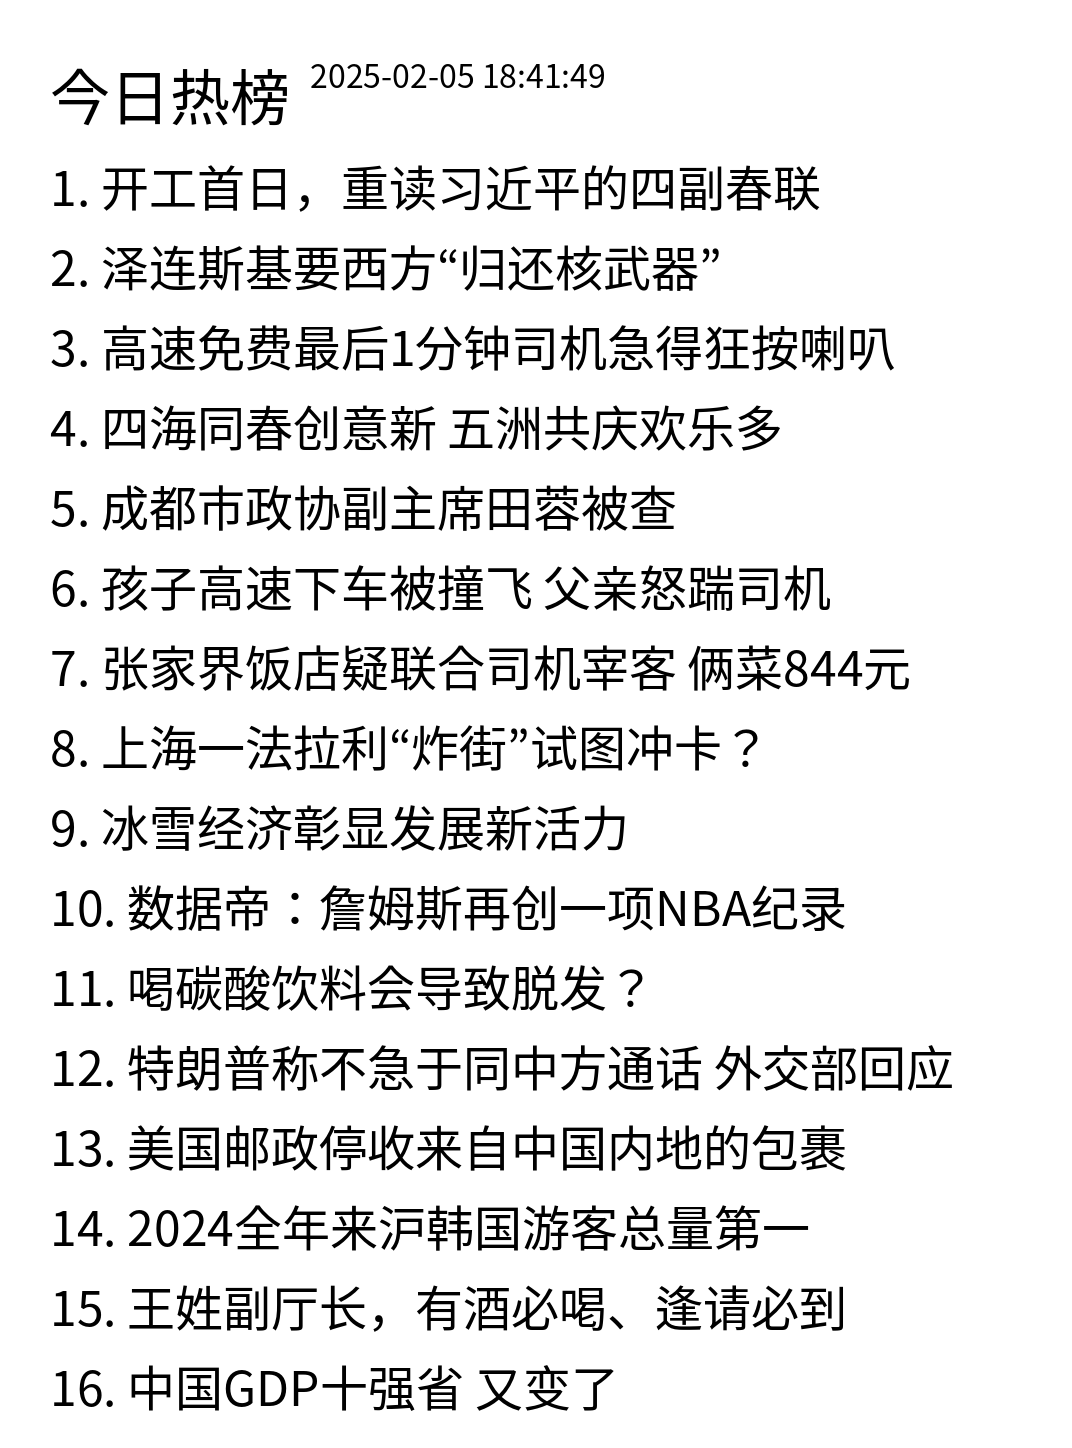 今日热榜 2025-02-05 18:41:49
1. 开工首日，重读习近平的四副春联
2. 泽连斯基要西方“归还核武器”
3. 高速免费最后1分钟司机急得狂按喇叭
4. 四海同春创意新 五洲共庆欢乐多
5. 成都市政协副主席田蓉被查
6. 孩子高速下车被撞飞 父亲怒踹司机
7. 张家界饭店疑联合司机宰客 俩菜844元
8. 上海一法拉利“炸街”试图冲卡？
9. 冰雪经济彰显发展新活力
10. 数据帝：詹姆斯再创一项NBA纪录
11. 喝碳酸饮料会导致脱发？
12. 特朗普称不急于同中方通话 外交部回应
13. 美国邮政停收来自中国内地的包裹
14. 2024全年来沪韩国游客总量第一
15. 王姓副厅长，有酒必喝、逢请必到
16. 中国GDP十强省 又变了